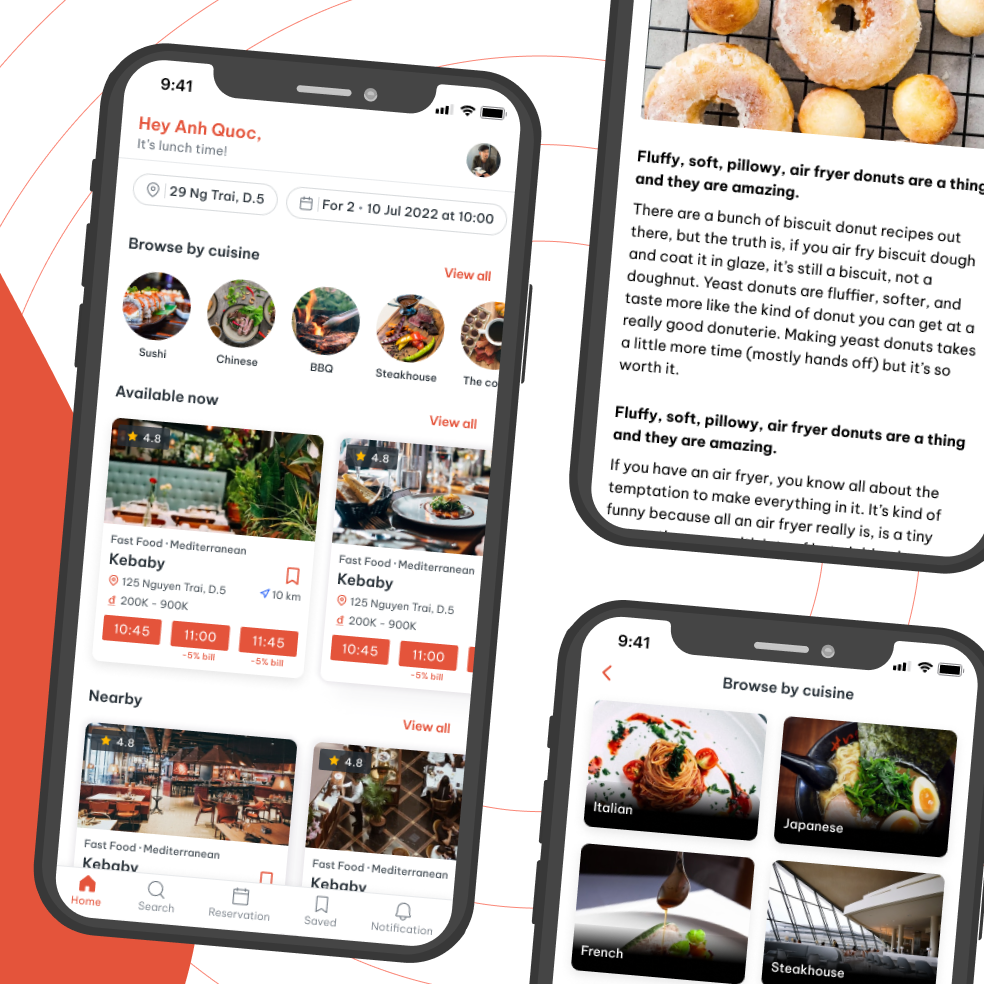 9:41
Hey Anh Quoc,
It's lunch time!
29 Ng Trai, D.5
For 2 • 10 Jul 2022 at 10:00
Browse by cuisine
View all
Sushi
Chinese
BBQ
Steakhouse
The co
Available now
View all
4.8
Fast Food · Mediterranean
Kebaby
125 Nguyen Trai, D.5
10 km
đ 200K - 900K
10:45
11:00
11:45
-5% bill
-5% bill
4.8
Fast Food · Mediterranean
Kebaby
125 Nguyen Trai, D.5
đ 200K - 900K
10:45
11:00
-5% bill
Nearby
View all
4.8
Fast Food · Mediterranean
Kebaby
4.8
Fast Food · Mediterranean
Kebaby
Home
Search
Reservation
Saved
Notification
Fluffy, soft, pillowy, air fryer donuts are a thing
and they are amazing.
There are a bunch of biscuit donut recipes out
there, but the truth is, if you air fry biscuit dough
and coat it in glaze, it's still a biscuit, not a
doughnut. Yeast donuts are fluffier, softer, and
taste more like the kind of donut you can get at a
really good donuterie. Making yeast donuts takes
a little more time (mostly hands off) but it's so
worth it.
Fluffy, soft, pillowy, air fryer donuts are a thing
and they are amazing.
If you have an air fryer, you know all about the
temptation to make everything in it. It's kind of
funny because all an air fryer really is, is a tiny
9:41
Browse by cuisine
Italian
Japanese
French
Steakhouse